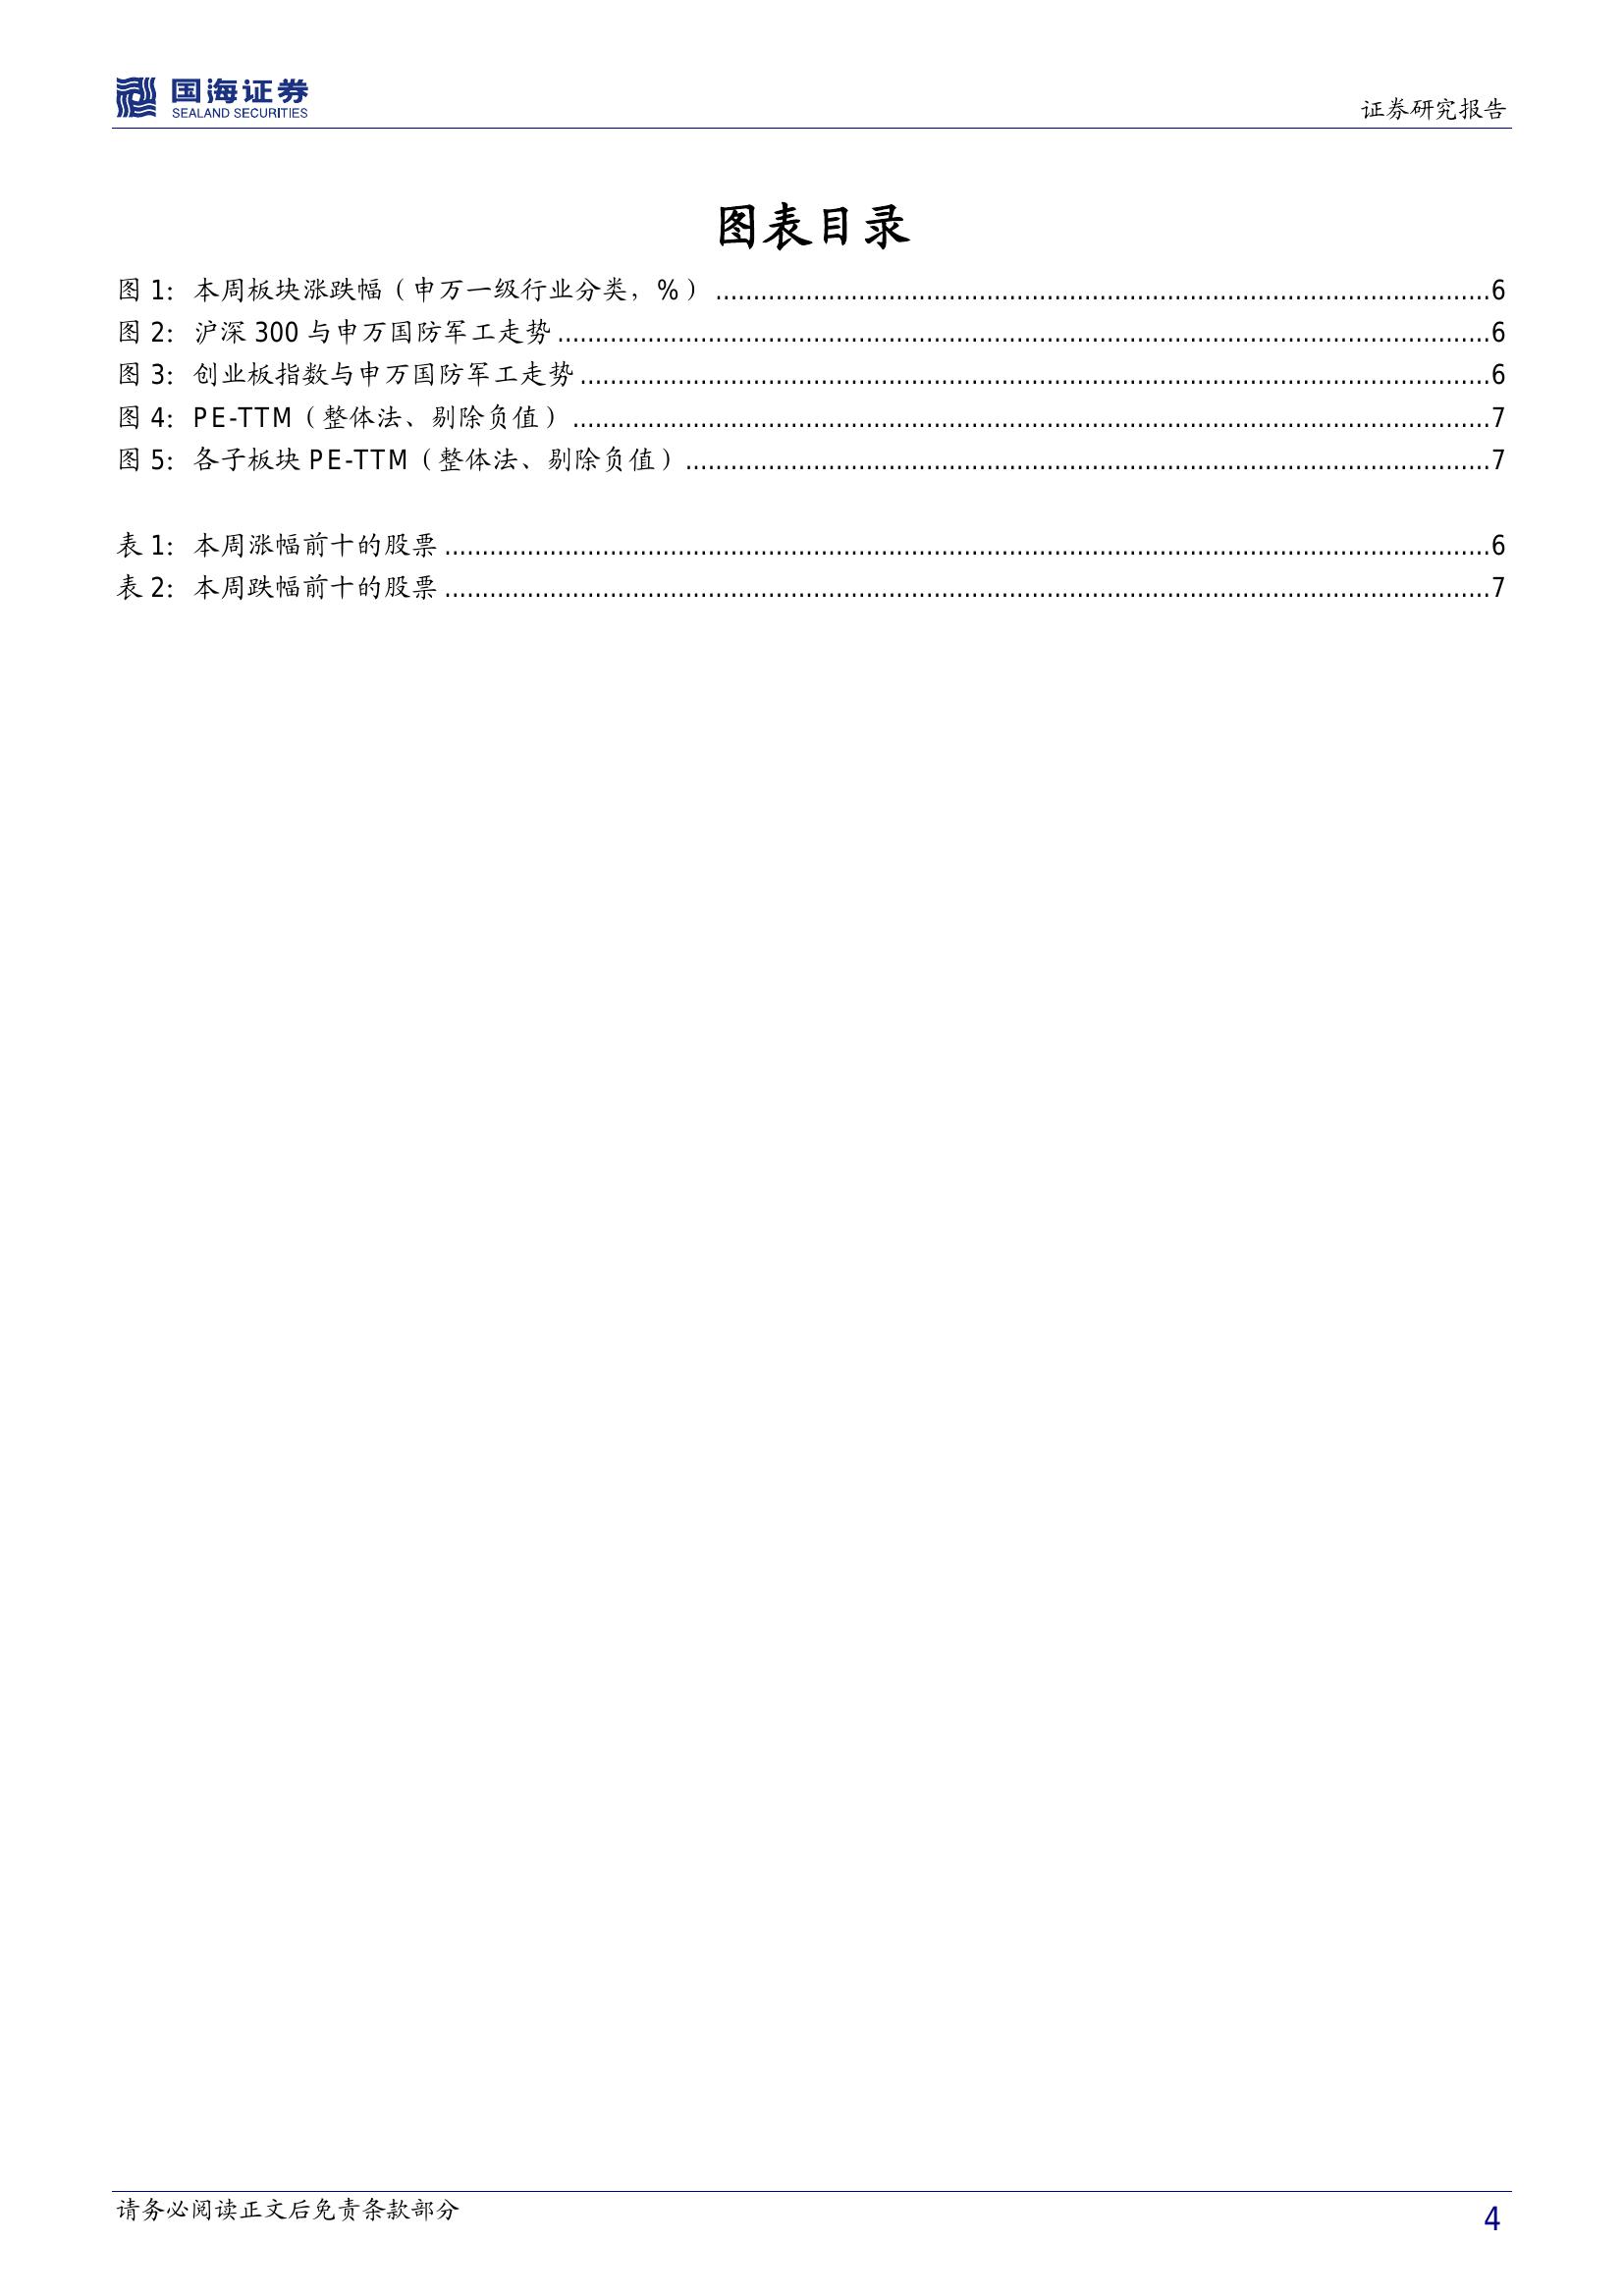 国海证券
SEALAND SECURITIES
证券研究报告
图表目录
图 1：本周板块涨跌幅（申万一级行业分类，%）........................................6
图 2：沪深 300 与申万国防军工走势........................................6
图 3：创业板指数与申万国防军工走势........................................6
图 4：PE-TTM（整体法、剔除负值）........................................7
图 5：各子板块 PE-TTM（整体法、剔除负值）........................................7
表 1：本周涨幅前十的股票........................................6
表 2：本周跌幅前十的股票........................................7
请务必阅读正文后免责条款部分
4